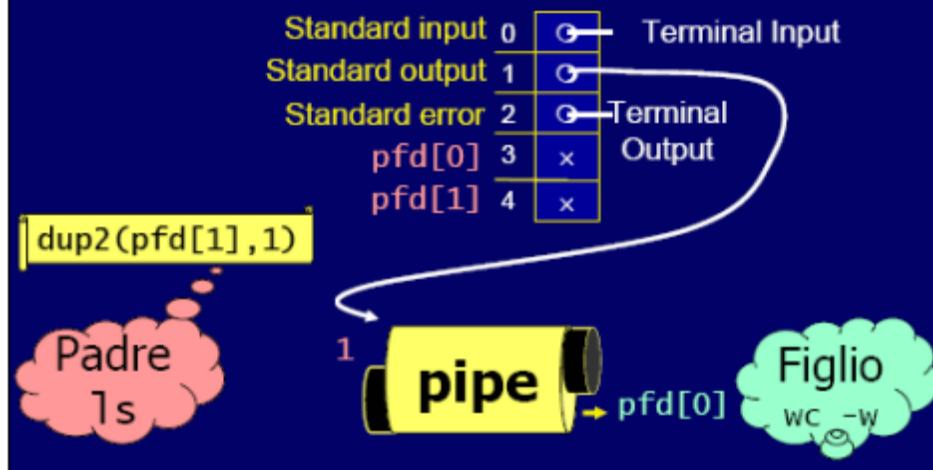 Standard input 0 Terminal Input
Standard output 1
Standard error 2 Terminal
Output
pfd[0] 3 ×
pfd[1] 4 ×
dup2(pfd[1],1)
Padre
ls
1
pipe
pfd[0]
Figlio
wc -w